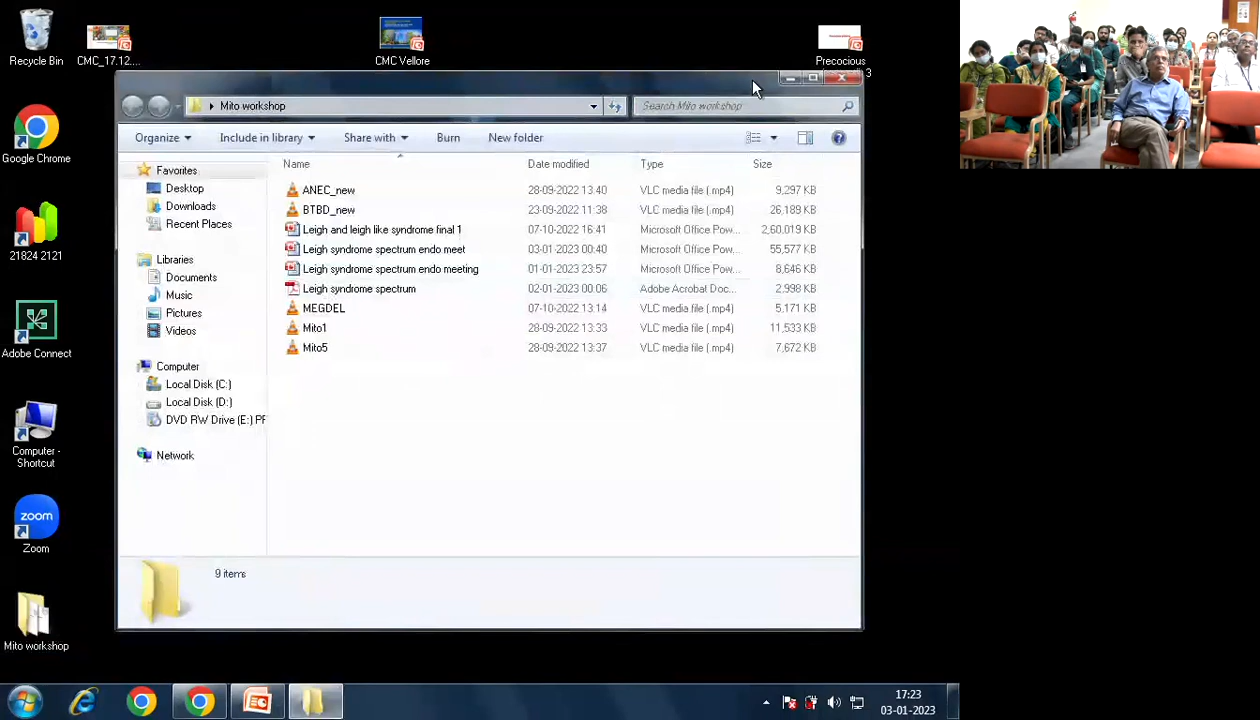 Recycle Bin
CMC_17.12...
CMC Vellore
Precocious
3
Mito workshop
Search Mito workshop
Organize
Include in library
Share with
Burn
New folder
Name
Date modified
Type
Size
Favorites
Desktop
Downloads
Recent Places
Libraries
Documents
Music
Pictures
Videos
Computer
Local Disk (C:)
Local Disk (D:)
DVD RW Drive (E:) PF
Network
ANEC_new 28-09-2022 13:40 VLC media file (.mp4) 9,297 KB
BTBD_new 23-09-2022 11:38 VLC media file (.mp4) 26,189 KB
Leigh and leigh like syndrome final 1 07-10-2022 16:41 Microsoft Office Pow... 2,60,019 KB
Leigh syndrome spectrum endo meet 03-01-2023 00:40 Microsoft Office Pow... 55,577 KB
Leigh syndrome spectrum endo meeting 01-01-2023 23:57 Microsoft Office Pow... 8,646 KB
Leigh syndrome spectrum 02-01-2023 00:06 Adobe Acrobat Doc... 2,998 KB
MEGDEL 07-10-2022 13:14 VLC media file (.mp4) 5,171 KB
Mito1 28-09-2022 13:33 VLC media file (.mp4) 11,533 KB
Mito5 28-09-2022 13:37 VLC media file (.mp4) 7,672 KB
9 items
Google Chrome
21824 2121
Adobe Connect
Computer -
Shortcut
zoom
Zoom
Mito workshop
17:23
03-01-2023